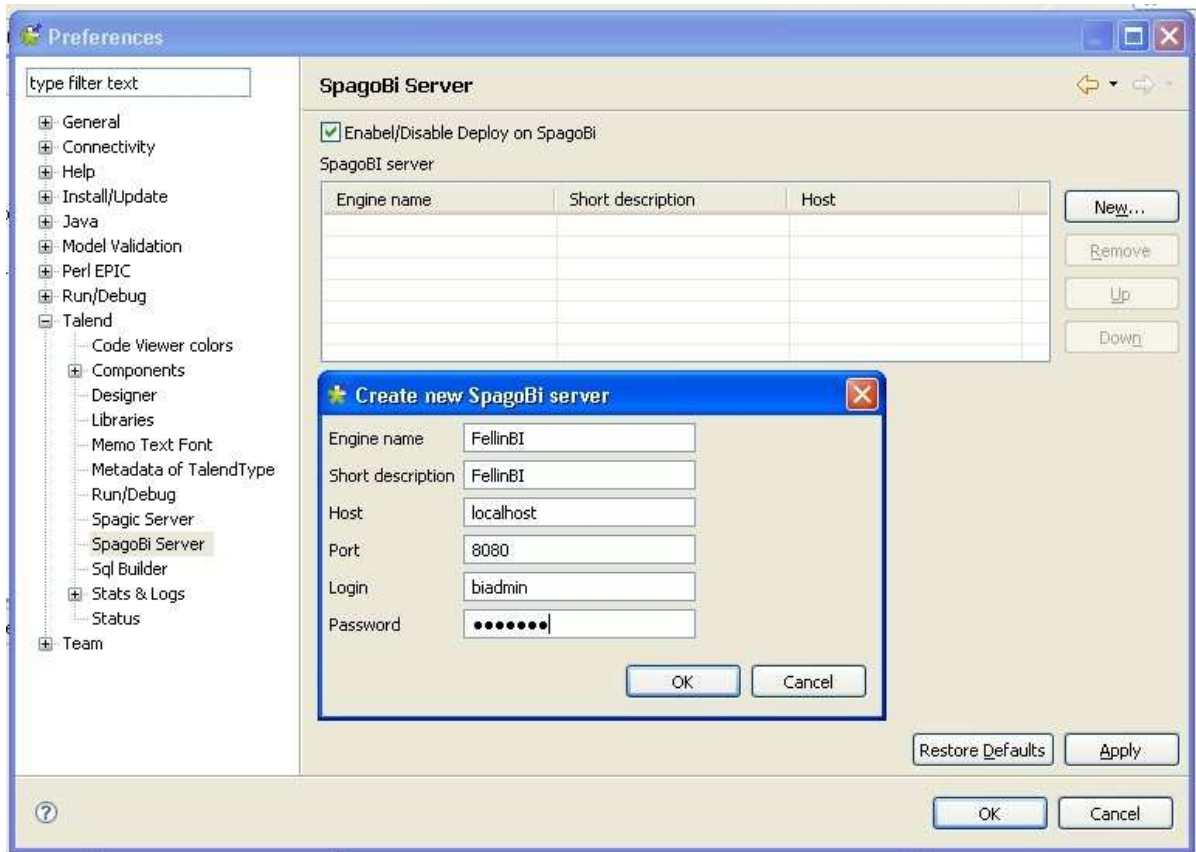 Preferences
type filter text
General
Connectivity
Help
Install/Update
Java
Model Validation
Perl EPIC
Run/Debug
Talend
Code Viewer colors
Components
Designer
Libraries
Memo Text Font
Metadata of TalendType
Run/Debug
Spagic Server
SpagoBi Server
Sql Builder
Stats & Logs
Status
Team
SpagoBi Server
Enabel/Disable Deploy on SpagoBi
SpagoBI server
Engine name Short description Host
New...
Remove
Up
Down
Create new SpagoBi server
Engine name FellinBI
Short description FellinBI
Host localhost
Port 8080
Login biadmin
Password ●●●●●●●
OK Cancel
Restore Defaults Apply
OK Cancel